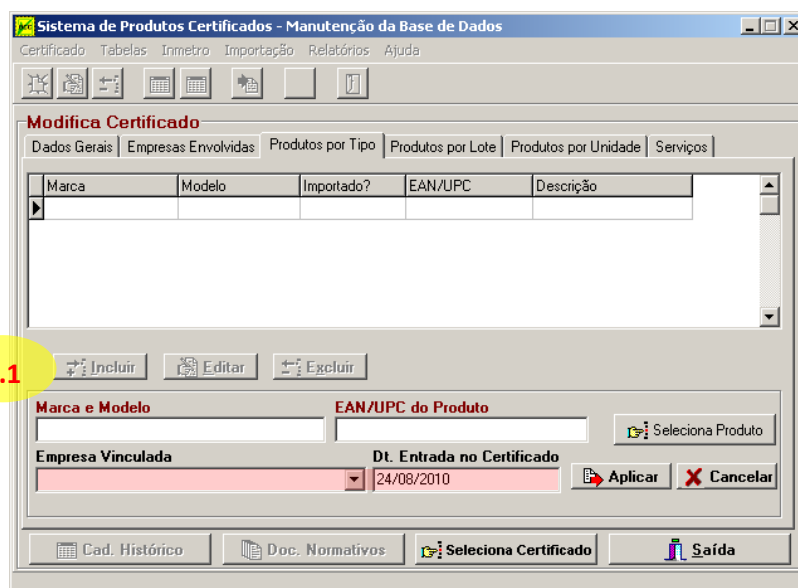 Sistema de Produtos Certificados - Manutenção da Base de Dados
Certificado Tabelas Inmetro Importação Relatórios Ajuda
Modifica Certificado
Dados Gerais Empresas Envolvidas Produtos por Tipo Produtos por Lote Produtos por Unidade Serviços
Marca Modelo Importado? EAN/UPC Descrição
.1 Incluir Editar Excluir
Marca e Modelo EAN/UPC do Produto
Seleciona Produto
Empresa Vinculada Dt. Entrada no Certificado
24/08/2010 Aplicar Cancelar
Cad. Histórico Doc. Normativos Seleciona Certificado Saída